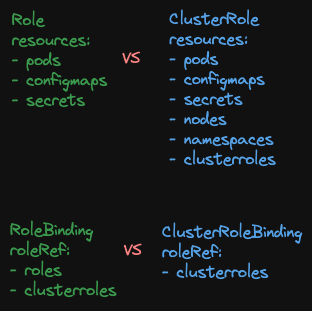 Role
resources:
- pods
- configmaps
- secrets
vs
ClusterRole
resources:
- pods
- configmaps
- secrets
- nodes
- namespaces
- clusterroles
RoleBinding
roleRef:
- roles
- clusterroles
vs
ClusterRoleBinding
roleRef:
- clusterroles